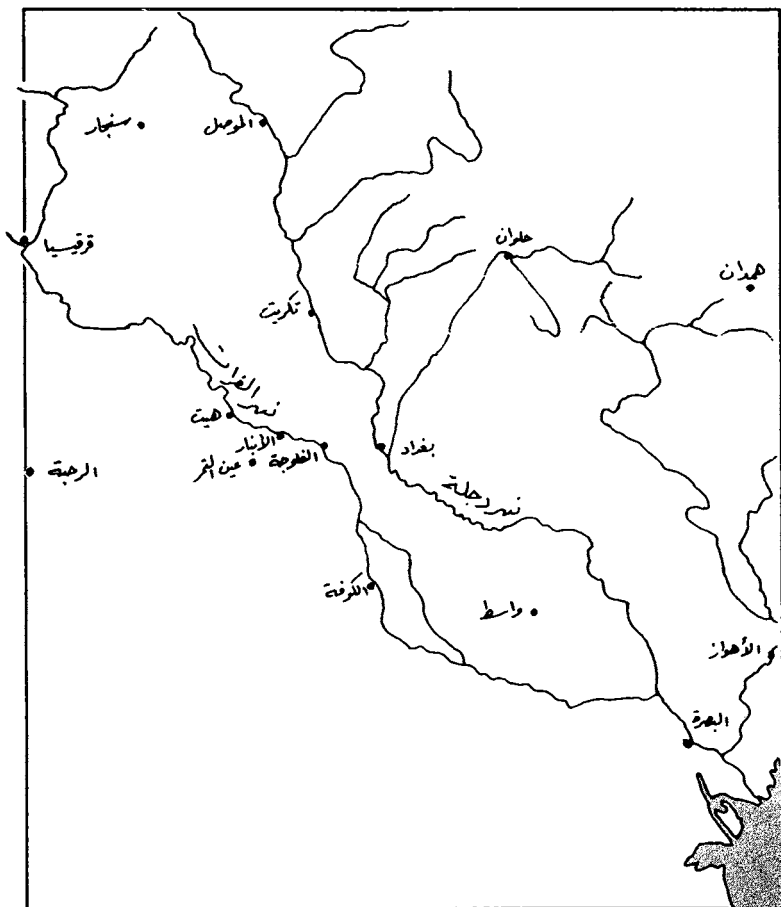 سنجار
الموصل
قرقيسيا
حلوان
همدان
تكريت
نهر الفرات
هيت
الأنبار
بغداد
الفلوجة
عين التمر
الرحبة
نهر دجلة
الكوفة
واسط
الأهواز
البصرة